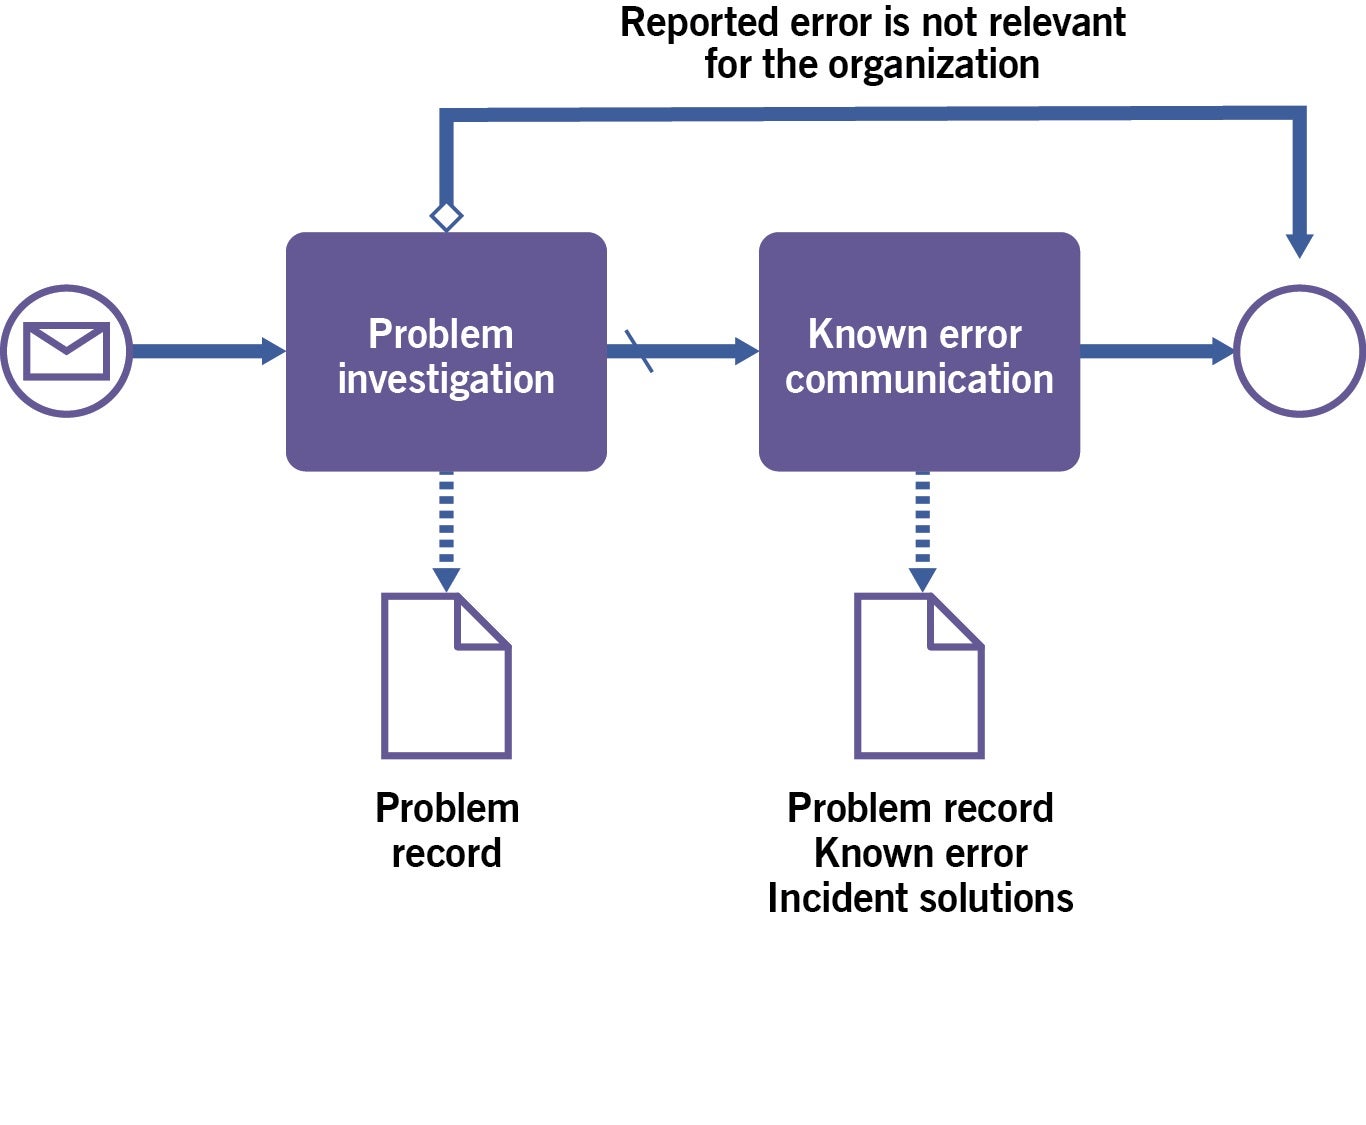 Reported error is not relevant
for the organization
Problem
investigation
Known error
communication
Problem
record
Problem record
Known error
Incident solutions